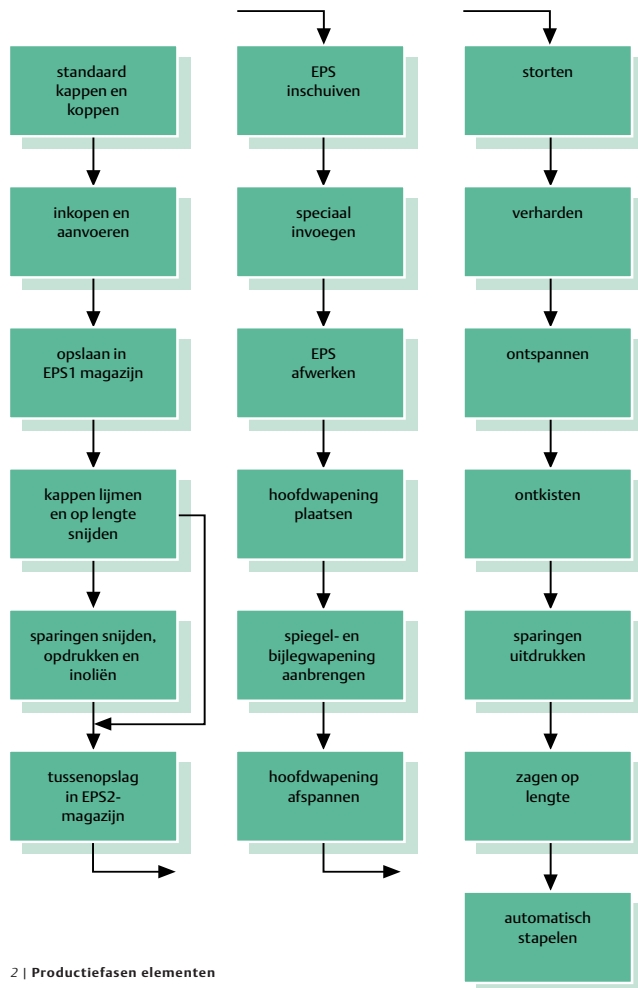 standaard
kappen en
koppen
inkopen en
aanvoeren
opslaan in
EPS1 magazijn
kappen lijmen
en op lengte
snijden
sparingen snijden,
opdrukken en
inoliën
tussenopslag
in EPS2-
magazijn
EPS
inschuiven
speciaal
invoegen
EPS
afwerken
hoofdwapening
plaatsen
spiegel- en
bijlegwapening
aanbrengen
hoofdwapening
afspannen
storten
verharden
ontspannen
ontkisten
sparingen
uitdrukken
zagen op
lengte
automatisch
stapelen
2 | Productiefasen elementen